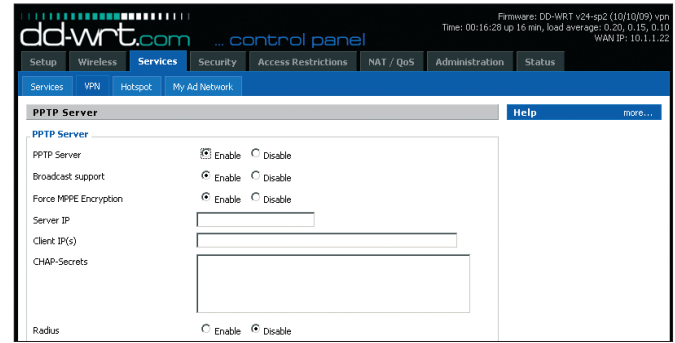 Firmware: DD-WRT v24-sp2 (10/10/09) vpn
Time: 00:16:28 up 16 min, load average: 0.20, 0.15, 0.10
WAN IP: 10.1.1.22
dd-wrt.com ... control panel
Setup Wireless Services Security Access Restrictions NAT / QoS Administration Status
Services VPN Hotspot My Ad Network
PPTP Server
Help more...
PPTP Server
PPTP Server Enable Disable
Broadcast support Enable Disable
Force MPPE Encryption Enable Disable
Server IP
Client IP(s)
CHAP-Secrets
Radius Enable Disable